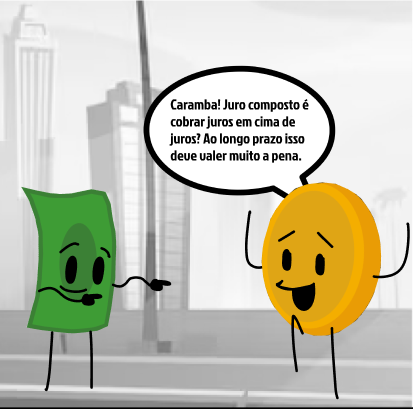 Caramba! Juro composto é
cobrar juros em cima de
juros? Ao longo prazo isso
deve valer muito a pena.